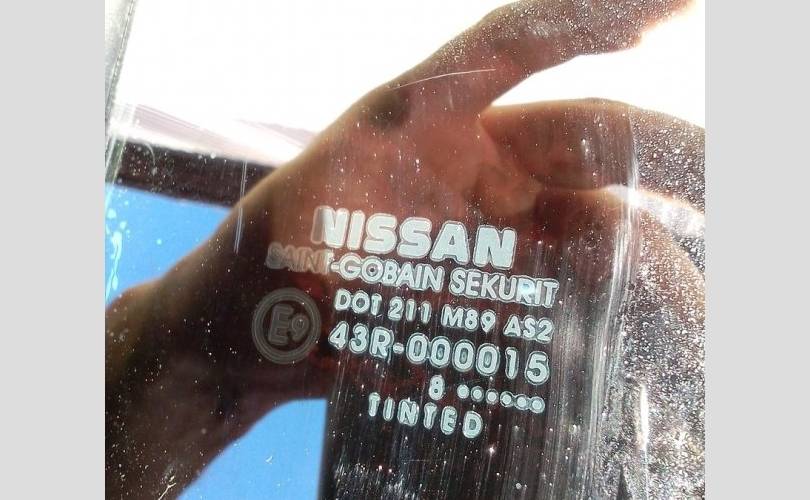 NISSAN
SAINT-GOBAIN SEKURIT
DOT 211 M89 AS2
E9
43R-000015
8 ••••••
TINTED